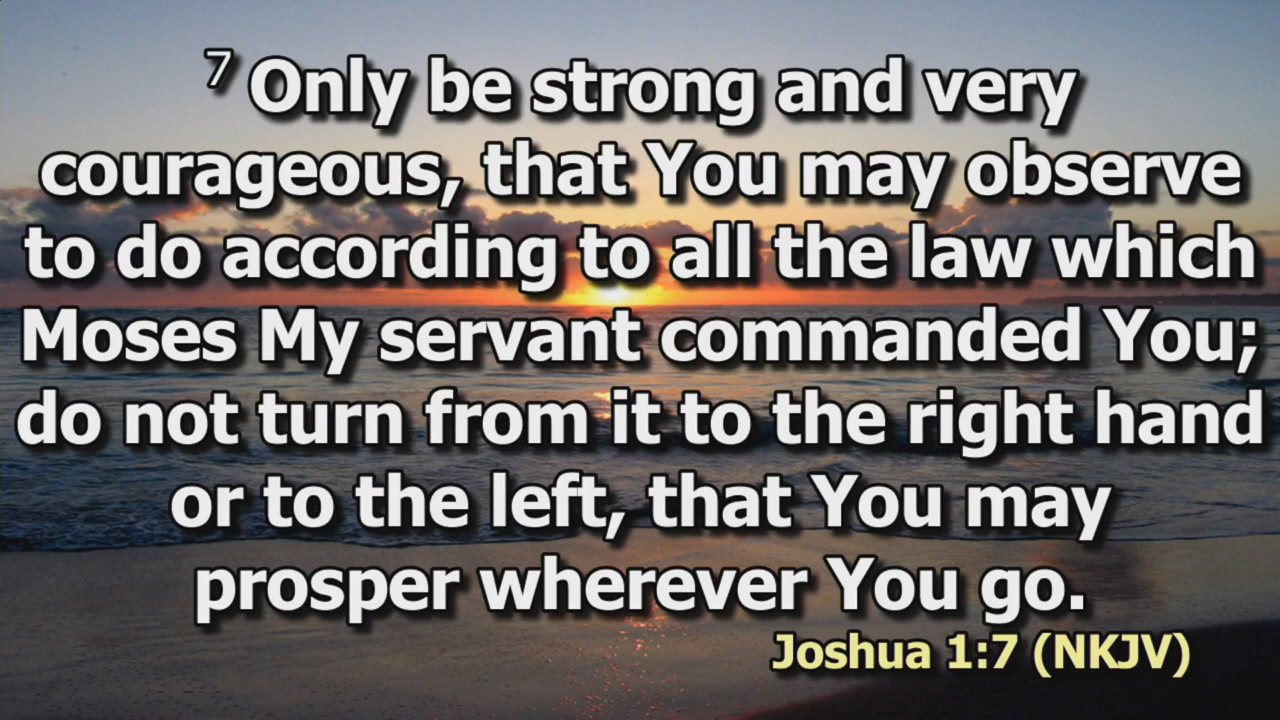 7 Only be strong and very
courageous, that You may observe
to do according to all the law which
Moses My servant commanded You;
do not turn from it to the right hand
or to the left, that You may
prosper wherever You go.
Joshua 1:7 (NKJV)